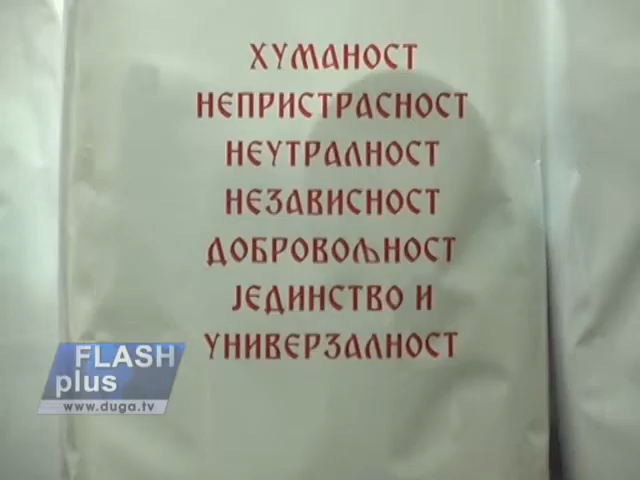 ХУМАНОСТ
НЕПРИСТРАСНОСТ
НЕУТРАЛНОСТ
НЕЗАВИСНОСТ
ДОБРОВОЉНОСТ
ЈЕДИНСТВО И
УНИВЕРЗАЛНОСТ
FLASH
plus
www.duga.tv